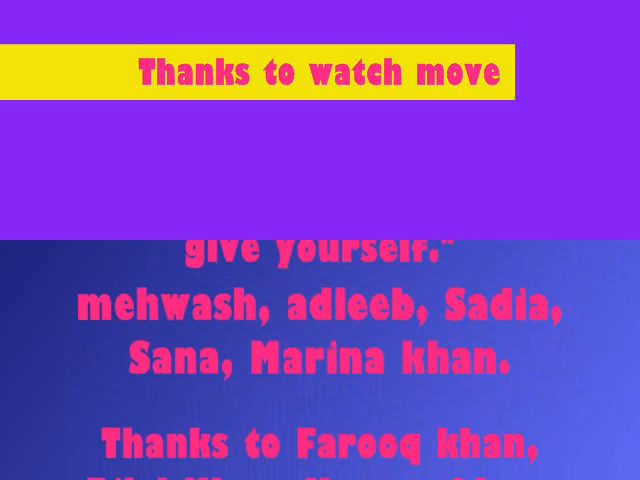 Thanks to watch move
give yourself."
mehwash, adleeb, Sadia,
Sana, Marina khan.
Thanks to Farooq khan,